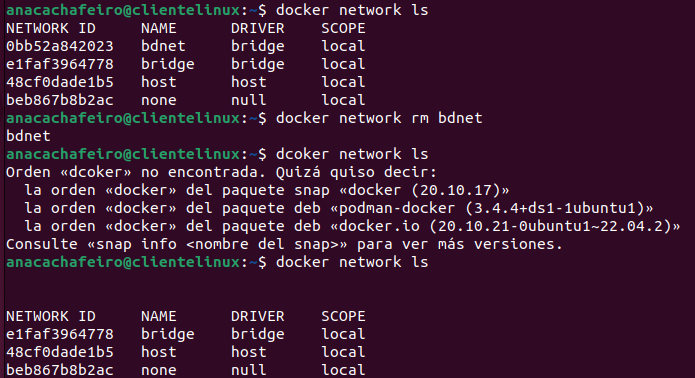 anacachafeiro@clientelinux:~$ docker network ls
NETWORK ID     NAME      DRIVER    SCOPE
0bb52a842023   bdnet     bridge    local
e1faf3964778   bridge    bridge    local
48cf0dade1b5   host      host      local
beb867b8b2ac   none      null      local
anacachafeiro@clientelinux:~$ docker network rm bdnet
bdnet
anacachafeiro@clientelinux:~$ dcoker network ls
Orden «dcoker» no encontrada. Quizá quiso decir:
  la orden «docker» del paquete snap «docker (20.10.17)»
  la orden «docker» del paquete deb «podman-docker (3.4.4+ds1-1ubuntu1)»
  la orden «docker» del paquete deb «docker.io (20.10.21-0ubuntu1~22.04.2)»
Consulte «snap info <nombre del snap>» para ver más versiones.
anacachafeiro@clientelinux:~$ docker network ls
NETWORK ID     NAME      DRIVER    SCOPE
e1faf3964778   bridge    bridge    local
48cf0dade1b5   host      host      local
beb867b8b2ac   none      null      local